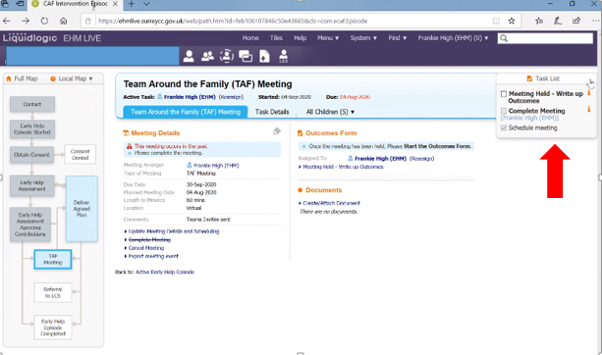 CAF Intervention Episod
https://ehmlive.surreycc.gov.uk/web/path.htm?id=feb106187846c50e43665&cls=com.ecaf.Episode
Liquidlogic EHM LIVE
Home Tiles Help Menu ▾ System ▾ Find ▾ Frankie High (EHM) (0) ▾
Full Map Local Map ▾
Contact
Early Help
Episode Started
Obtain Consent
Consent
Denied
Early Help
Assessment
Early Help
Assessment
Agencies
Contributions
Deliver
Agreed
Plan
TAF
Meeting
Referral
to LCS
Early Help
Episode
Completed
Team Around the Family (TAF) Meeting
Active Task: Frankie High (EHM) (Reassign) Started: 04-Sep-2020 Due: 04-Aug-2020
Team Around the Family (TAF) Meeting Task Details All Children (5) ▾
Meeting Details
This meeting occurs in the past.
Please complete the meeting.
Meeting Arranger Frankie High (EHM)
Type of Meeting TAF Meeting
Due Date 30-Sep-2020
Planned Meeting Date 04-Aug-2020
Length in Minutes 60 mins
Location Virtual
Comments Teams Invites sent
Update Meeting Details and Scheduling
Complete Meeting
Cancel Meeting
Export meeting event
Back to: Active Early Help Episode
Outcomes Form
Once the meeting has been held, Please Start the Outcomes Form.
Assigned To Frankie High (EHM) (Reassign)
Meeting Held - Write up Outcomes
Documents
Create/Attach Document
There are no documents.
Task List
Meeting Held - Write up
Outcomes
Complete Meeting
(Frankie High (EHM))
Schedule meeting